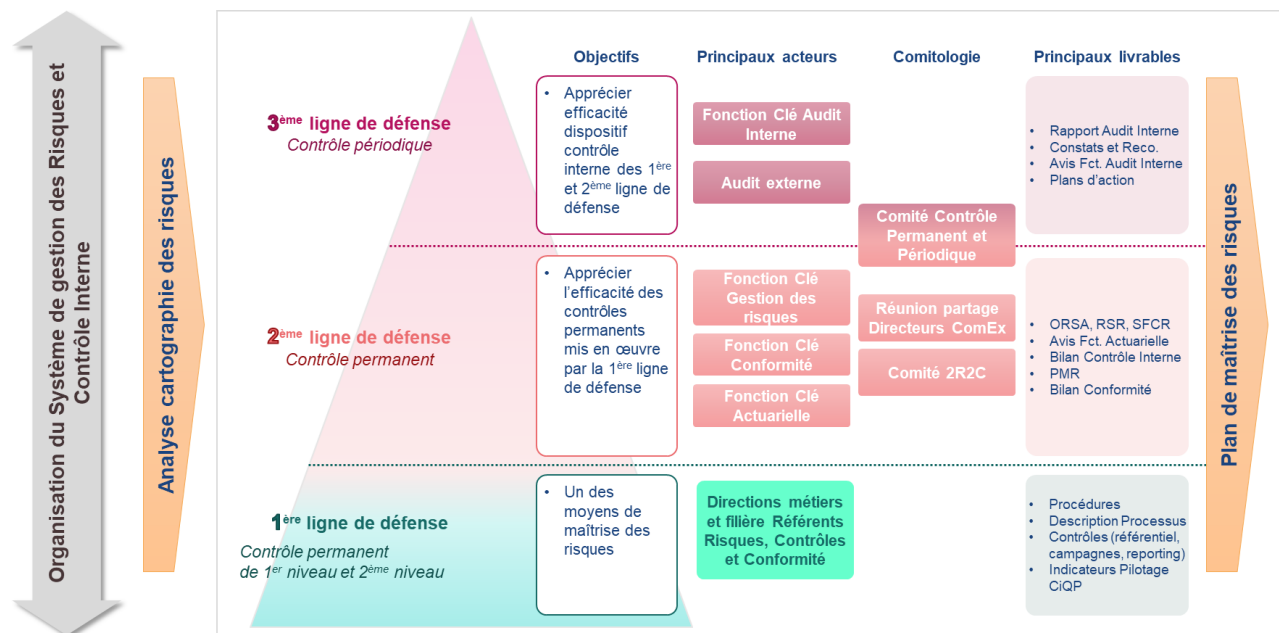 Organisation du Système de gestion des Risques et
Contrôle Interne
Analyse cartographie des risques
Objectifs
Principaux acteurs
Comitologie
Principaux livrables
3ème ligne de défense
Contrôle périodique
• Apprécier
efficacité
dispositif
contrôle
interne des 1ère
et 2ème ligne de
défense
Fonction Clé Audit
Interne
Audit externe
Comité Contrôle
Permanent et
Périodique
• Rapport Audit Interne
• Constats et Reco.
• Avis Fct. Audit Interne
• Plans d'action
2ème ligne de défense
Contrôle permanent
• Apprécier
l'efficacité des
contrôles
permanents
mis en œuvre
par la 1ère ligne
de défense
Fonction Clé
Gestion des
risques
Fonction Clé
Conformité
Fonction Clé
Actuarielle
Réunion partage
Directeurs ComEx
Comité 2R2C
• ORSA, RSR, SFCR
• Avis Fct. Actuarielle
• Bilan Contrôle Interne
• PMR
• Bilan Conformité
1ère ligne de défense
Contrôle permanent
de 1er niveau et 2ème niveau
• Un des
moyens de
maîtrise des
risques
Directions métiers
et filière Référents
Risques, Contrôles
et Conformité
• Procédures
• Description Processus
• Contrôles (référentiel,
campagnes, reporting)
• Indicateurs Pilotage
CiQP
Plan de maîtrise des risques